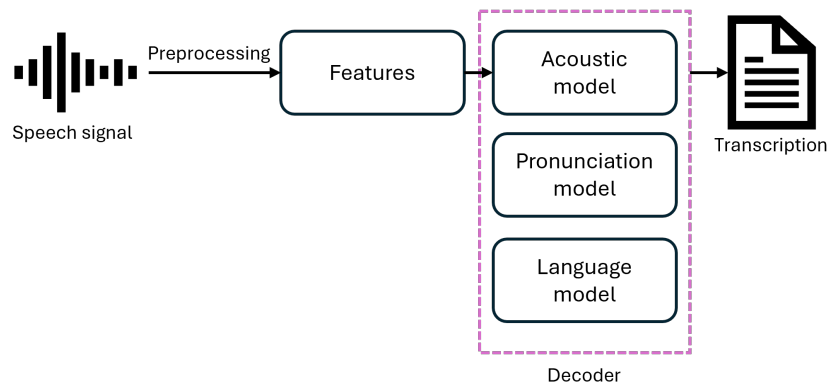 Preprocessing
Speech signal
Features
Acoustic
model
Pronunciation
model
Language
model
Decoder
Transcription